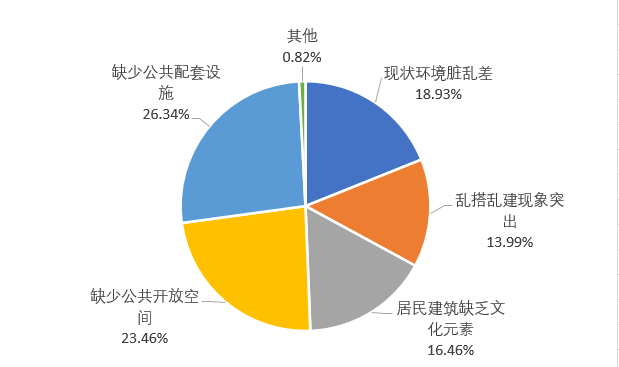 其他
0.82%
缺少公共配套设
施
26.34%
现状环境脏乱差
18.93%
乱搭乱建现象突
出
13.99%
缺少公共开放空
间
23.46%
居民建筑缺乏文
化元素
16.46%